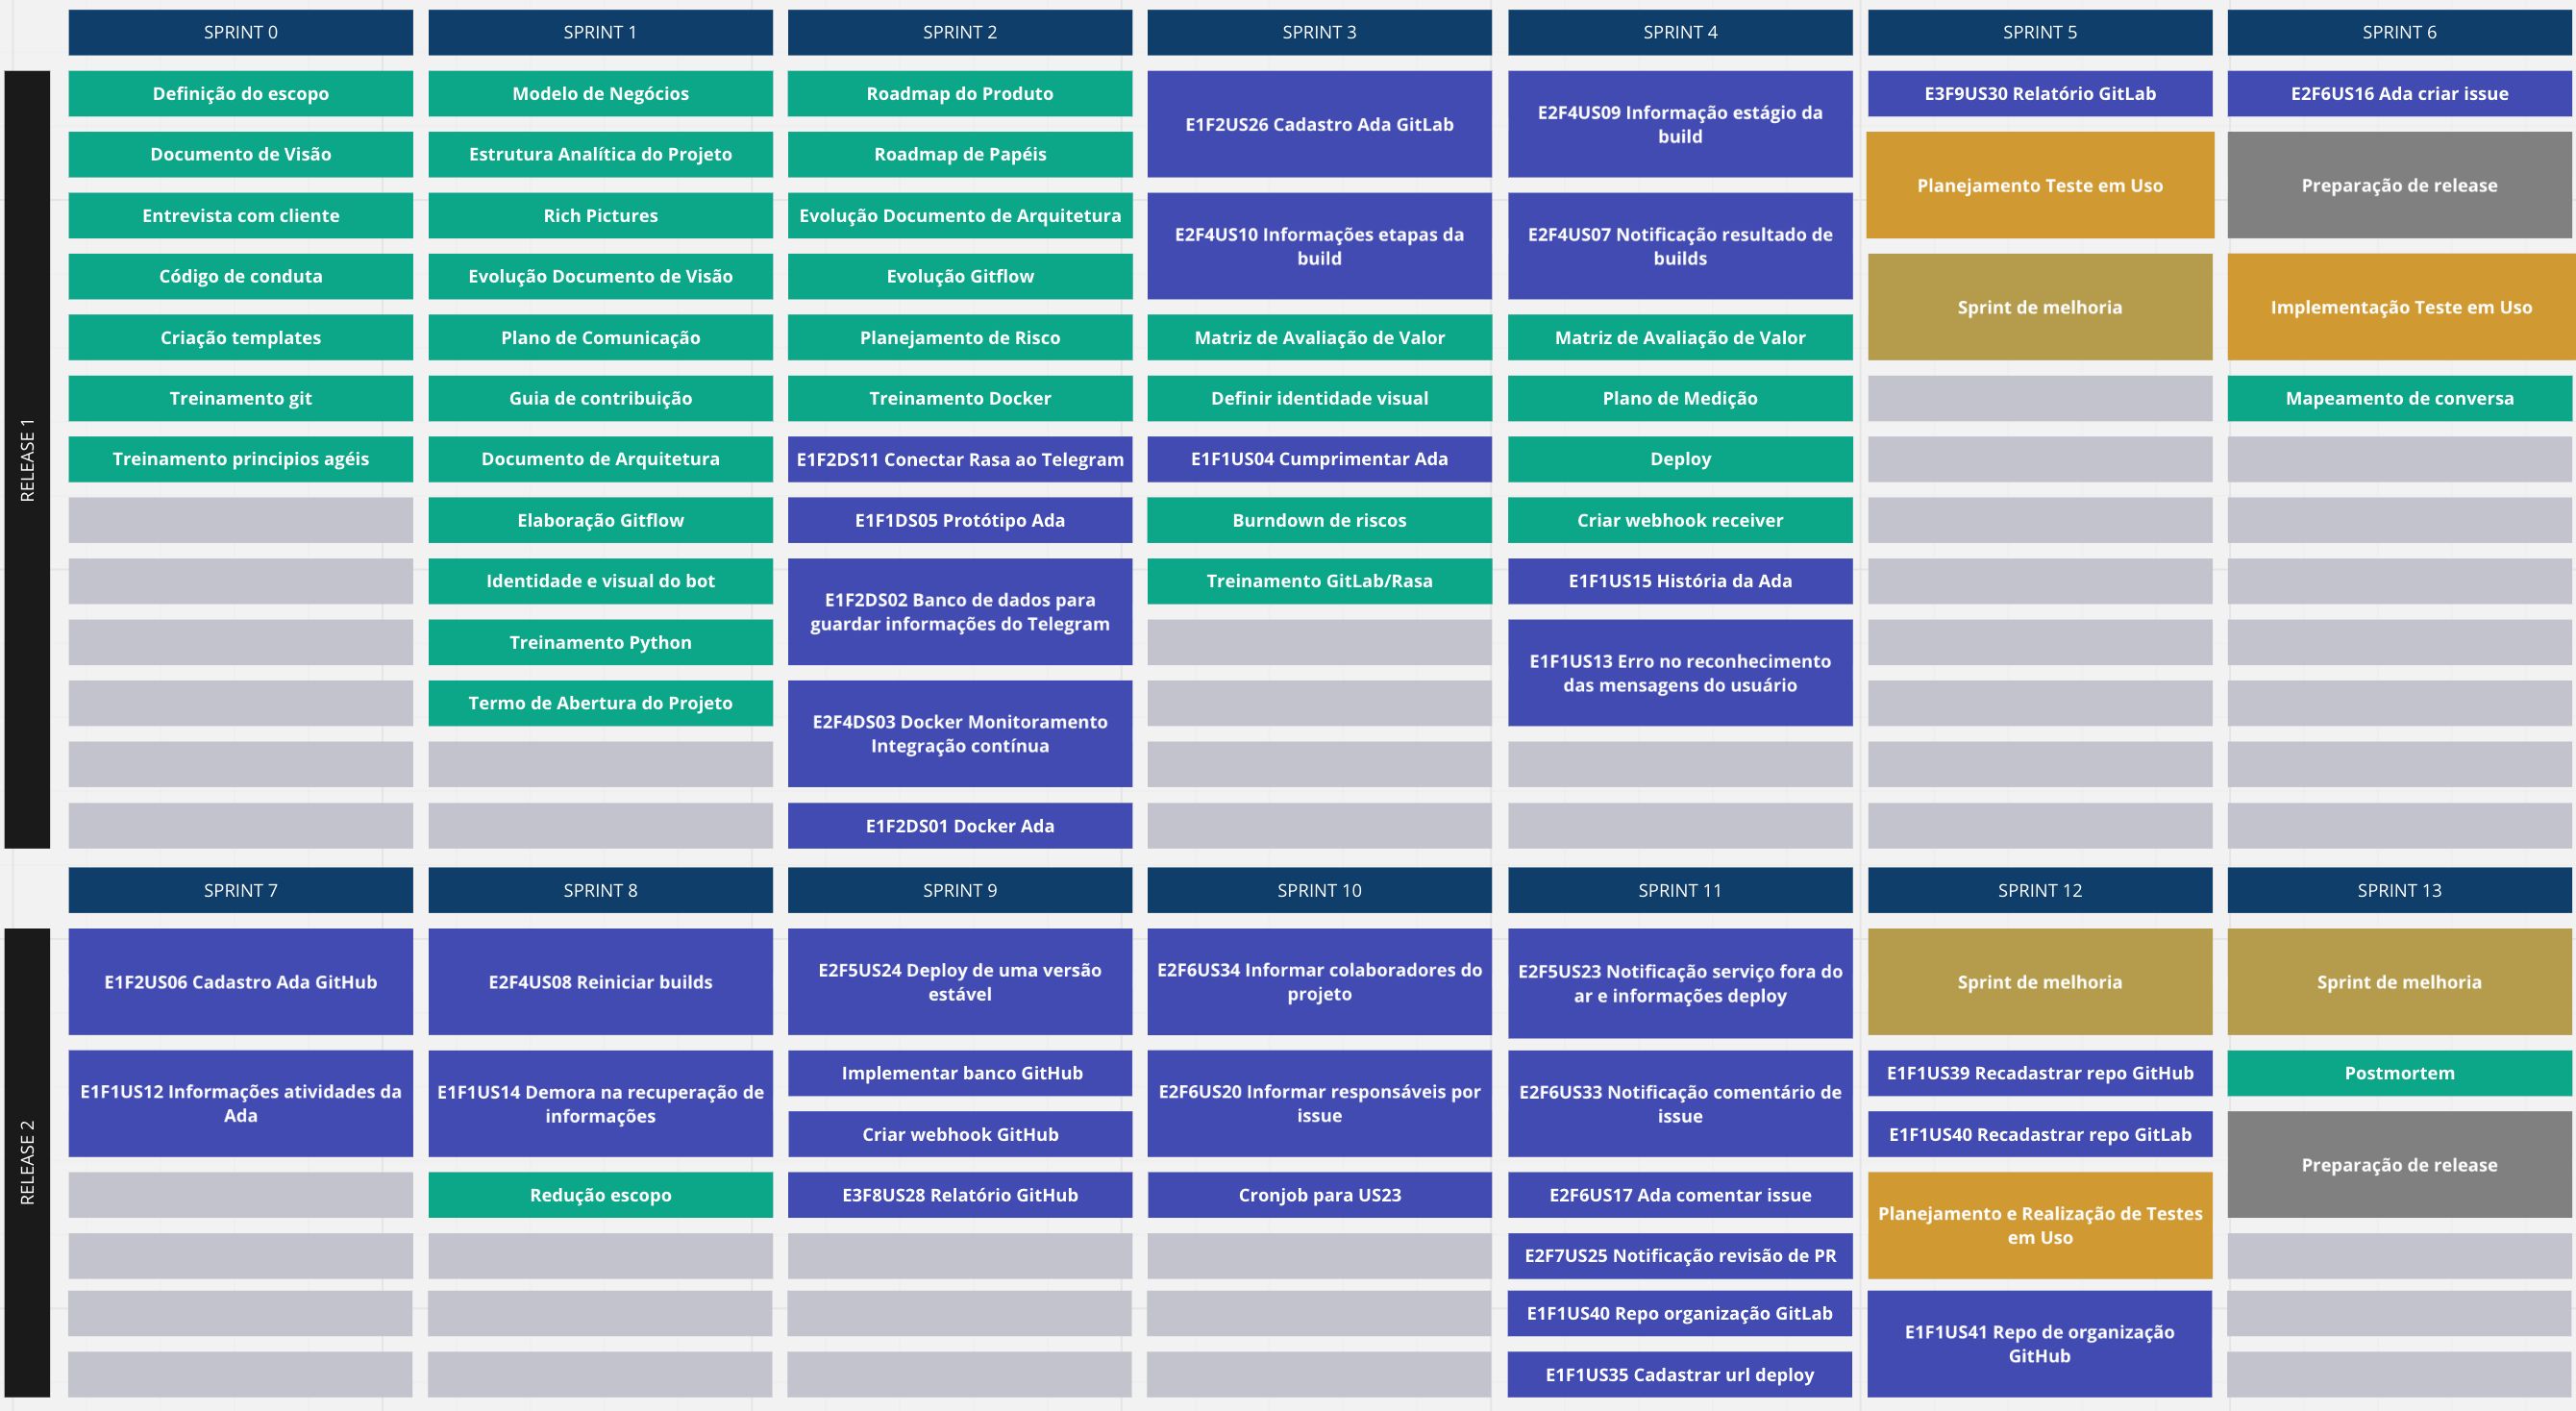 SPRINT 0
SPRINT 1
SPRINT 2
SPRINT 3
SPRINT 4
SPRINT 5
SPRINT 6
RELEASE 1
Definição do escopo
Documento de Visão
Entrevista com cliente
Código de conduta
Criação templates
Treinamento git
Treinamento principios agéis
Modelo de Negócios
Estrutura Analítica do Projeto
Rich Pictures
Evolução Documento de Visão
Plano de Comunicação
Guia de contribuição
Documento de Arquitetura
Elaboração Gitflow
Identidade e visual do bot
Treinamento Python
Termo de Abertura do Projeto
Roadmap do Produto
Roadmap de Papéis
Evolução Documento de Arquitetura
Evolução Gitflow
Planejamento de Risco
Treinamento Docker
E1F2DS11 Conectar Rasa ao Telegram
E1F1DS05 Protótipo Ada
E1F2DS02 Banco de dados para
guardar informações do Telegram
E2F4DS03 Docker Monitoramento
Integração contínua
E1F2DS01 Docker Ada
E1F2US26 Cadastro Ada GitLab
E2F4US10 Informações etapas da
build
Matriz de Avaliação de Valor
Definir identidade visual
E1F1US04 Cumprimentar Ada
Burndown de riscos
Treinamento GitLab/Rasa
E2F4US09 Informação estágio da
build
E2F4US07 Notificação resultado de
builds
Matriz de Avaliação de Valor
Plano de Medição
Deploy
Criar webhook receiver
E1F1US15 História da Ada
E1F1US13 Erro no reconhecimento
das mensagens do usuário
E3F9US30 Relatório GitLab
Planejamento Teste em Uso
Sprint de melhoria
E2F6US16 Ada criar issue
Preparação de release
Implementação Teste em Uso
Mapeamento de conversa
SPRINT 7
SPRINT 8
SPRINT 9
SPRINT 10
SPRINT 11
SPRINT 12
SPRINT 13
RELEASE 2
E1F2US06 Cadastro Ada GitHub
E1F1US12 Informações atividades da
Ada
E2F4US08 Reiniciar builds
E1F1US14 Demora na recuperação de
informações
Redução escopo
E2F5US24 Deploy de uma versão
estável
Implementar banco GitHub
Criar webhook GitHub
E3F8US28 Relatório GitHub
E2F6US34 Informar colaboradores do
projeto
E2F6US20 Informar responsáveis por
issue
Cronjob para US23
E2F5US23 Notificação serviço fora do
ar e informações deploy
E2F6US33 Notificação comentário de
issue
E2F6US17 Ada comentar issue
E2F7US25 Notificação revisão de PR
E1F1US40 Repo organização GitLab
E1F1US35 Cadastrar url deploy
Sprint de melhoria
E1F1US39 Recadastrar repo GitHub
E1F1US40 Recadastrar repo GitLab
Planejamento e Realização de Testes
em Uso
E1F1US41 Repo de organização
GitHub
Sprint de melhoria
Postmortem
Preparação de release